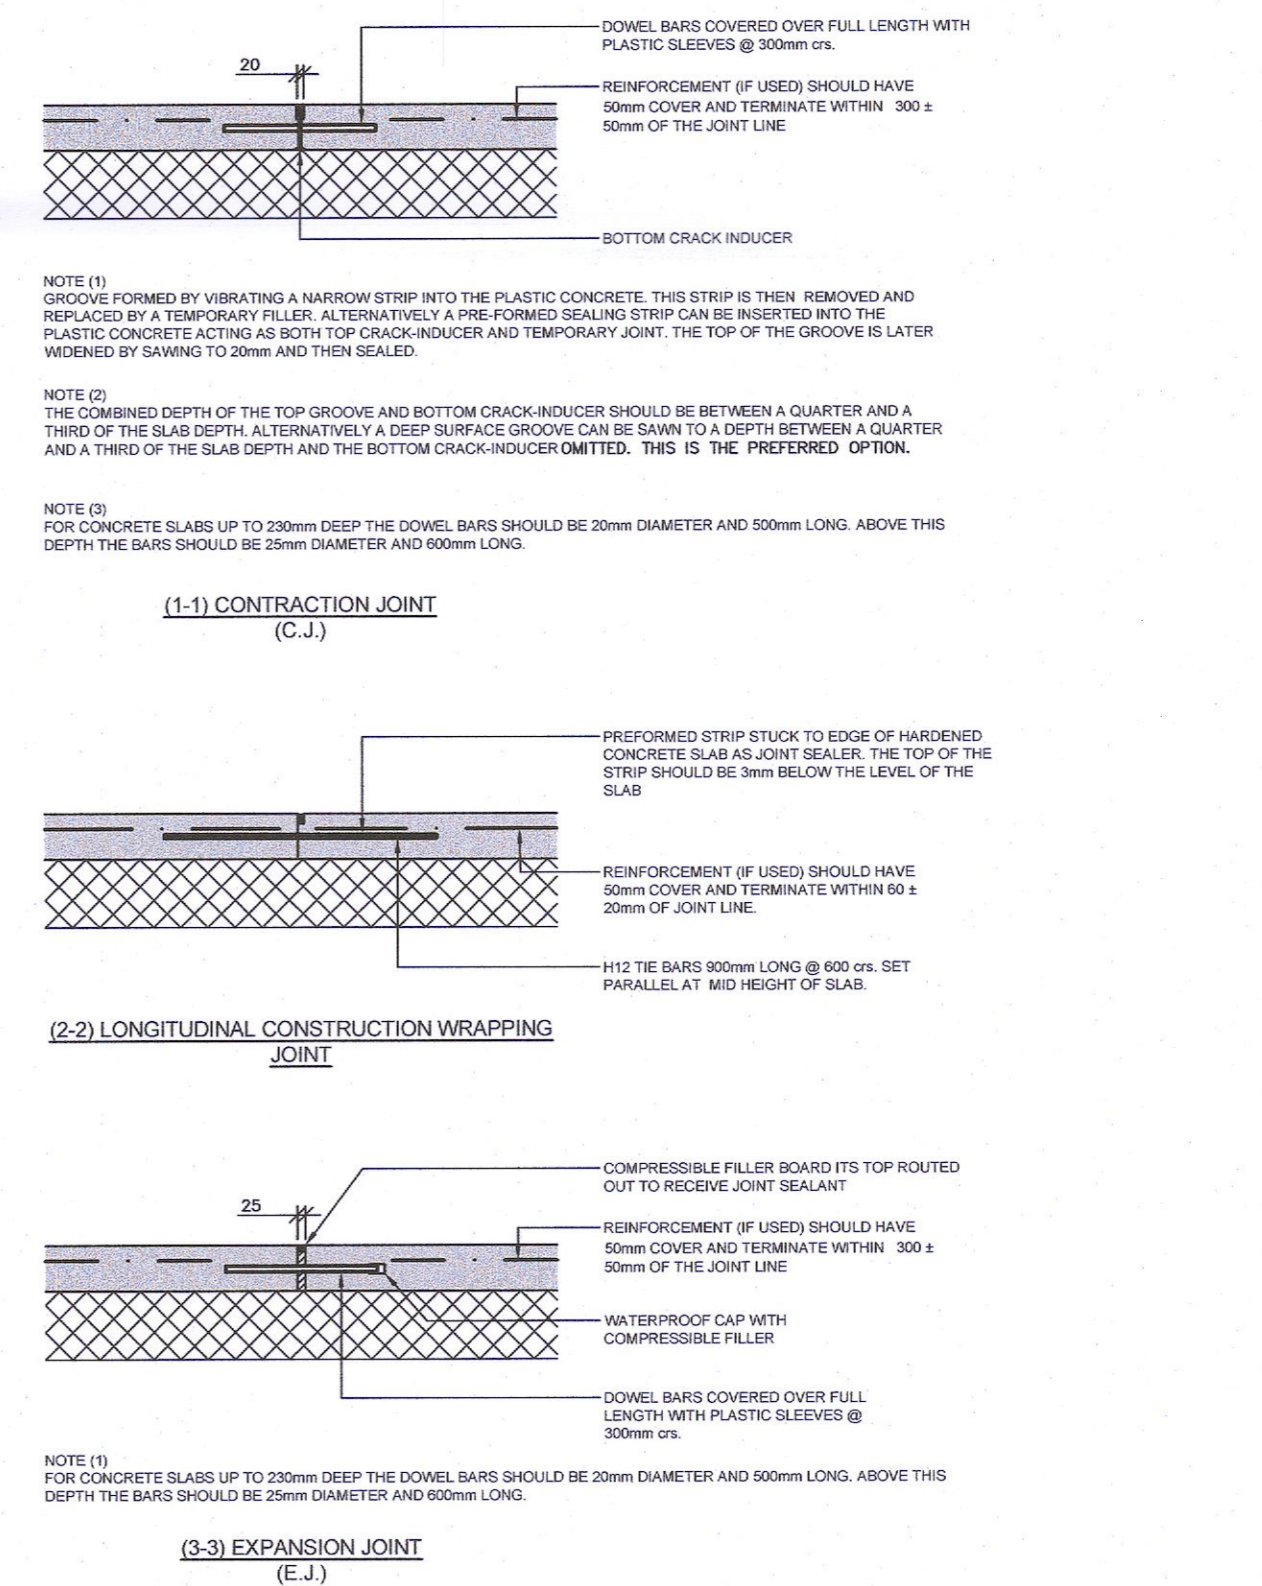 DOWEL BARS COVERED OVER FULL LENGTH WITH
PLASTIC SLEEVES @ 300mm crs.
20
REINFORCEMENT (IF USED) SHOULD HAVE
50mm COVER AND TERMINATE WITHIN 300 ±
50mm OF THE JOINT LINE
BOTTOM CRACK INDUCER
NOTE (1)
GROOVE FORMED BY VIBRATING A NARROW STRIP INTO THE PLASTIC CONCRETE. THIS STRIP IS THEN REMOVED AND
REPLACED BY A TEMPORARY FILLER. ALTERNATIVELY A PRE-FORMED SEALING STRIP CAN BE INSERTED INTO THE
PLASTIC CONCRETE ACTING AS BOTH TOP CRACK-INDUCER AND TEMPORARY JOINT. THE TOP OF THE GROOVE IS LATER
WIDENED BY SAWING TO 20mm AND THEN SEALED.
NOTE (2)
THE COMBINED DEPTH OF THE TOP GROOVE AND BOTTOM CRACK-INDUCER SHOULD BE BETWEEN A QUARTER AND A
THIRD OF THE SLAB DEPTH. ALTERNATIVELY A DEEP SURFACE GROOVE CAN BE SAWN TO A DEPTH BETWEEN A QUARTER
AND A THIRD OF THE SLAB DEPTH AND THE BOTTOM CRACK-INDUCER OMITTED. THIS IS THE PREFERRED OPTION.
NOTE (3)
FOR CONCRETE SLABS UP TO 230mm DEEP THE DOWEL BARS SHOULD BE 20mm DIAMETER AND 500mm LONG. ABOVE THIS
DEPTH THE BARS SHOULD BE 25mm DIAMETER AND 600mm LONG.
(1-1) CONTRACTION JOINT
(C.J.)
PREFORMED STRIP STUCK TO EDGE OF HARDENED
CONCRETE SLAB AS JOINT SEALER. THE TOP OF THE
STRIP SHOULD BE 3mm BELOW THE LEVEL OF THE
SLAB
REINFORCEMENT (IF USED) SHOULD HAVE
50mm COVER AND TERMINATE WITHIN 60 ±
20mm OF JOINT LINE.
H12 TIE BARS 900mm LONG @ 600 crs. SET
PARALLEL AT MID HEIGHT OF SLAB.
(2-2) LONGITUDINAL CONSTRUCTION WRAPPING
JOINT
COMPRESSIBLE FILLER BOARD ITS TOP ROUTED
OUT TO RECEIVE JOINT SEALANT
25
REINFORCEMENT (IF USED) SHOULD HAVE
50mm COVER AND TERMINATE WITHIN 300 ±
50mm OF THE JOINT LINE
WATERPROOF CAP WITH
COMPRESSIBLE FILLER
DOWEL BARS COVERED OVER FULL
LENGTH WITH PLASTIC SLEEVES @
300mm crs.
NOTE (1)
FOR CONCRETE SLABS UP TO 230mm DEEP THE DOWEL BARS SHOULD BE 20mm DIAMETER AND 500mm LONG. ABOVE THIS
DEPTH THE BARS SHOULD BE 25mm DIAMETER AND 600mm LONG.
(3-3) EXPANSION JOINT
(E.J.)